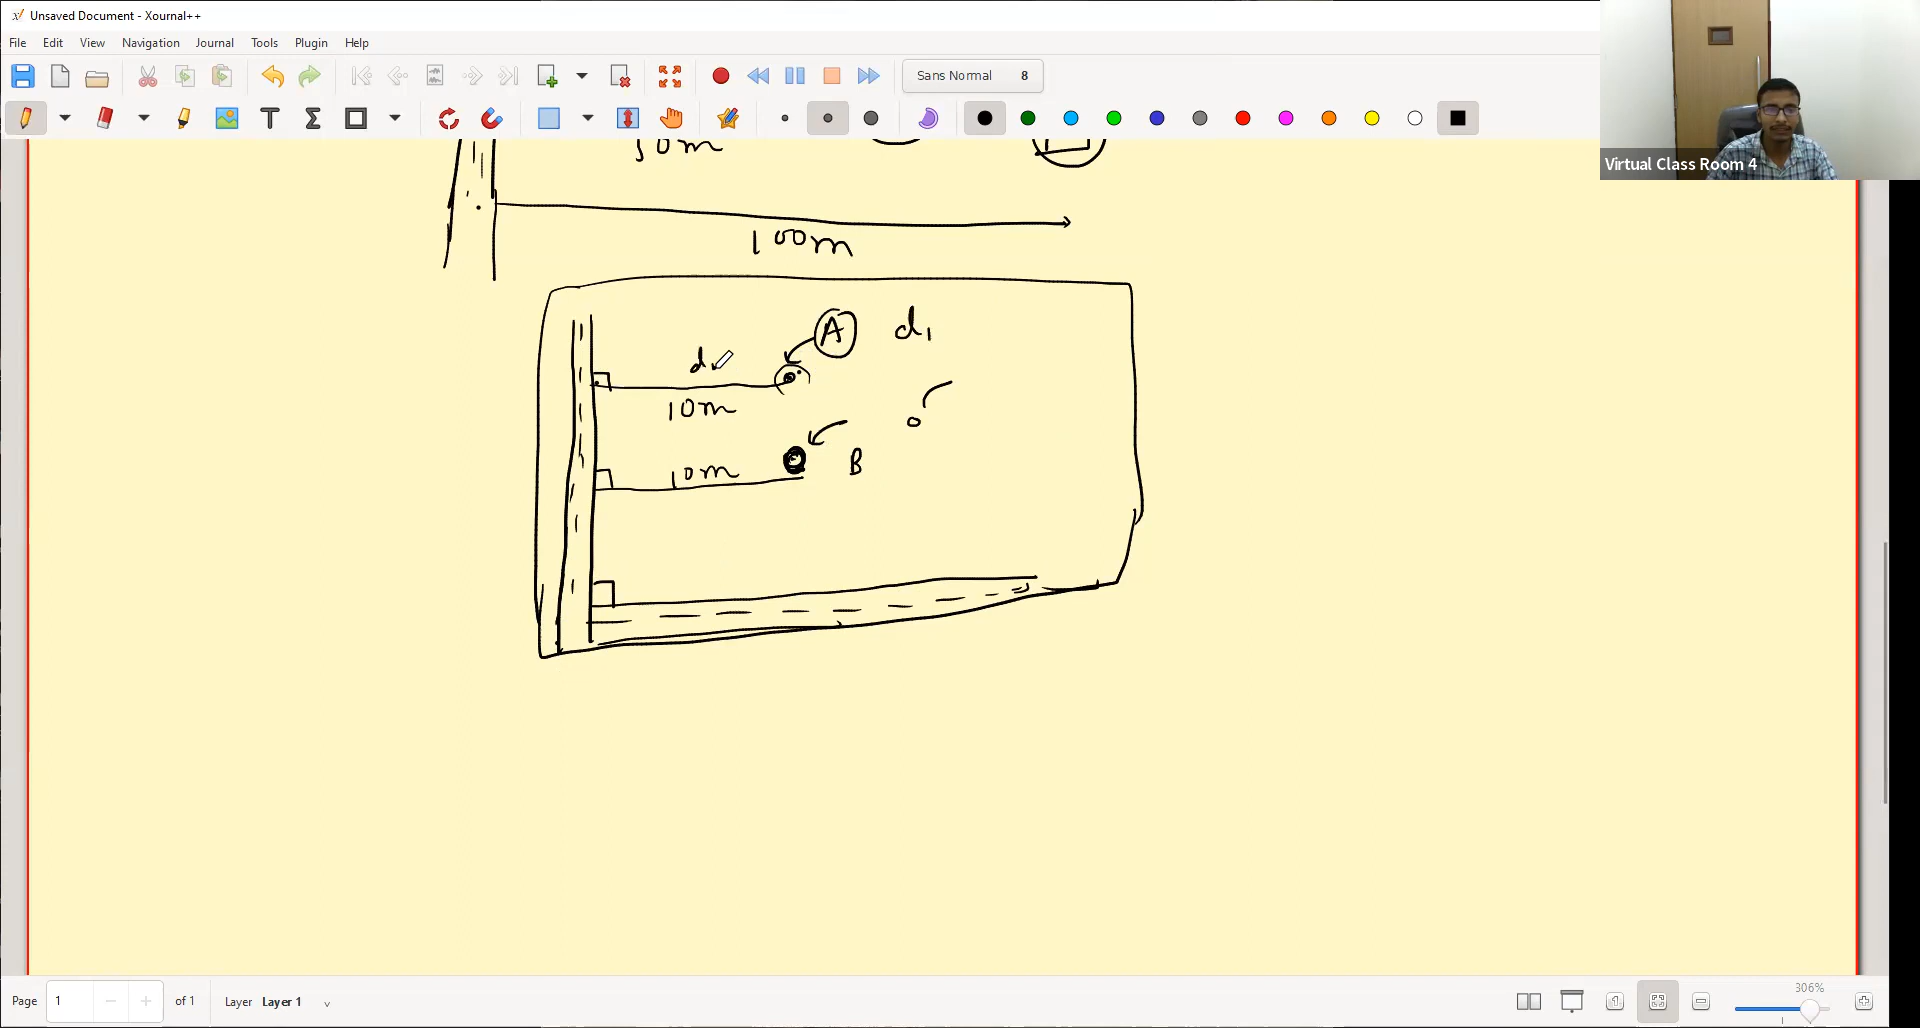 Unsaved Document - Xournal++
File Edit View Navigation Journal Tools Plugin Help
Sans Normal 8
Virtual Class Room 4
10m
100m
A d1
d
10m
10m B
Page 1 of 1 Layer Layer 1
306%